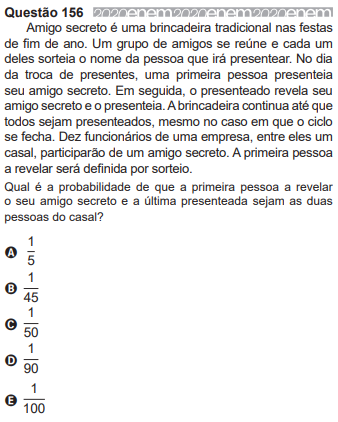 Questão 156 2020enem2020enem2020enem
Amigo secreto é uma brincadeira tradicional nas festas
de fim de ano. Um grupo de amigos se reúne e cada um
deles sorteia o nome da pessoa que irá presentear. No dia
da troca de presentes, uma primeira pessoa presenteia
seu amigo secreto. Em seguida, o presenteado revela seu
amigo secreto e o presenteia. A brincadeira continua até que
todos sejam presenteados, mesmo no caso em que o ciclo
se fecha. Dez funcionários de uma empresa, entre eles um
casal, participarão de um amigo secreto. A primeira pessoa
a revelar será definida por sorteio.
Qual é a probabilidade de que a primeira pessoa a revelar
o seu amigo secreto e a última presenteada sejam as duas
pessoas do casal?
A 1/5
B 1/45
C 1/50
D 1/90
E 1/100